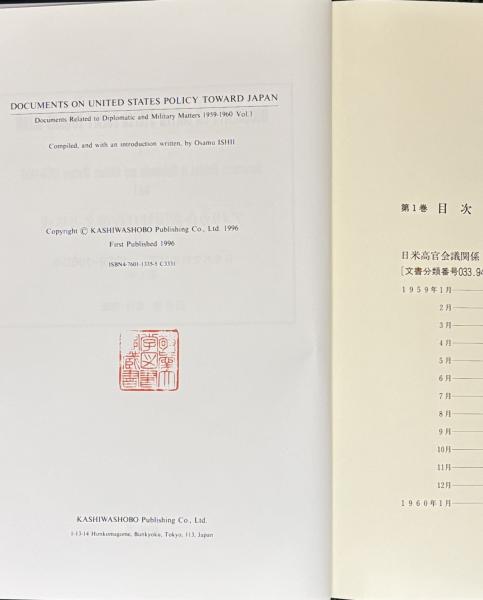 DOCUMENTS ON UNITED STATES POLICY TOWARD JAPAN
Documents Related to Diplomatic and Military Matters 1959-1960 Vol.1
Compiled, and with an introduction written, by Osamu ISHII
Copyright © KASHIWASHOBO Publishing Co., Ltd. 1996
First Published 1996
ISBN4-7601-1335-8 C3331
KASHIWASHOBO Publishing Co., Ltd.
1-13-14 Honkomagome, Bunkyoku, Tokyo, 113, Japan
第1巻 目 次
日米高官会議関係
[文書分類番号033.94
1959年1月
2月
3月
4月
5月
6月
7月
8月
9月
10月
11月
12月
1960年1月